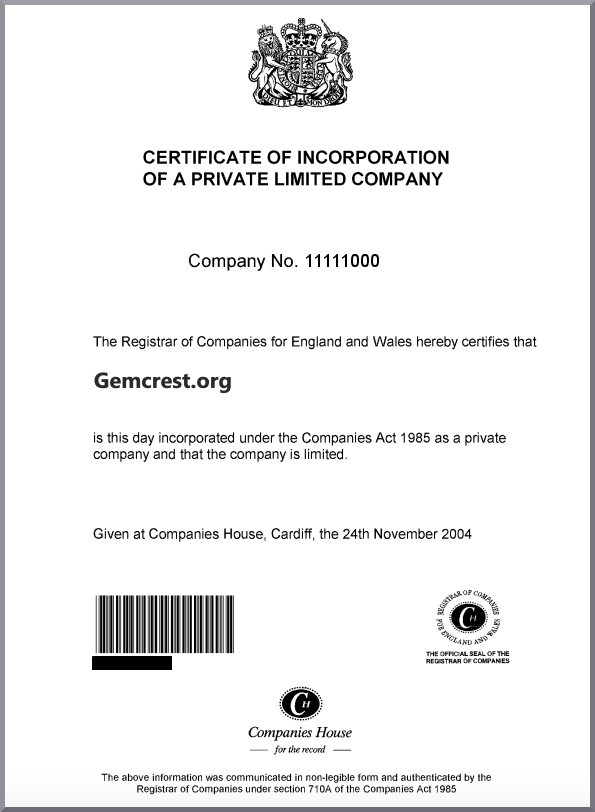 DIEU ET MON DROIT
CERTIFICATE OF INCORPORATION
OF A PRIVATE LIMITED COMPANY
Company No. 11111000
The Registrar of Companies for England and Wales hereby certifies that
Gemcrest.org
is this day incorporated under the Companies Act 1985 as a private
company and that the company is limited.
Given at Companies House, Cardiff, the 24th November 2004
REGISTRAR OF COMPANIES
FOR ENGLAND AND WALES
CH
THE OFFICIAL SEAL OF THE
REGISTRAR OF COMPANIES
CH
Companies House
for the record
The above information was communicated in non-legible form and authenticated by the
Registrar of Companies under section 710A of the Companies Act 1985